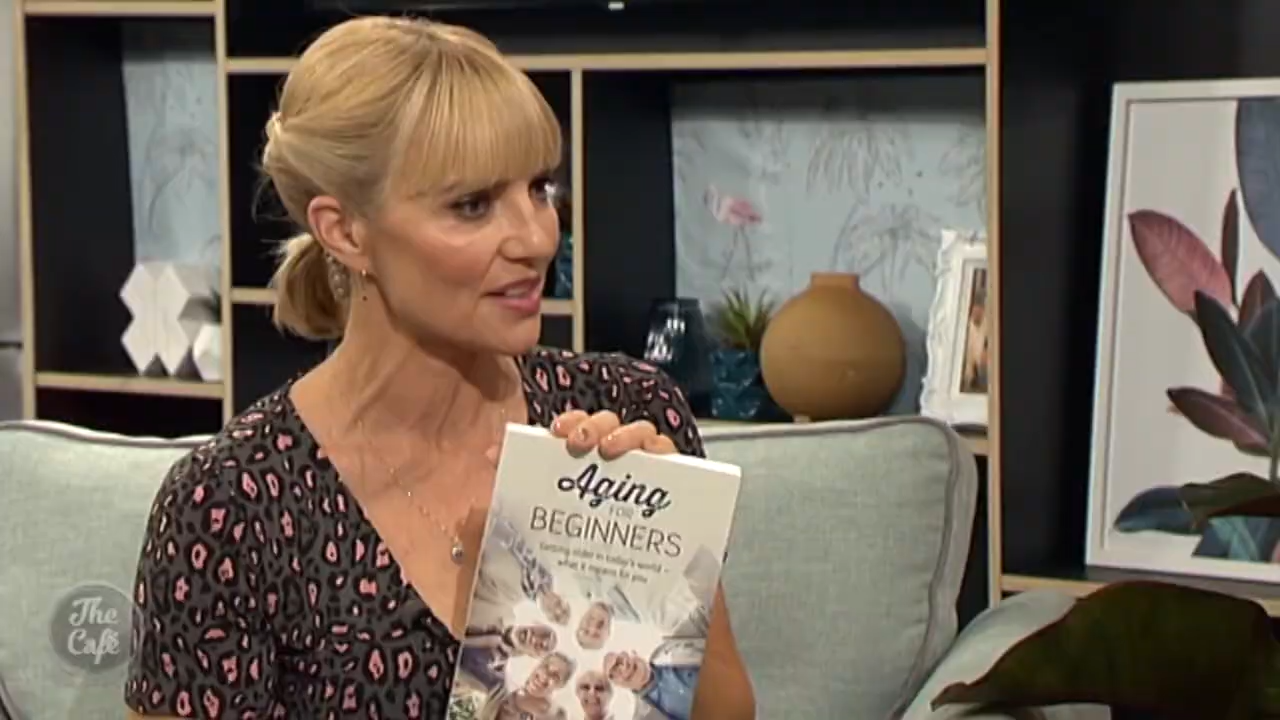 Aging
FOR
BEGINNERS
Getting older in today's world –
what it means for you
The
Café